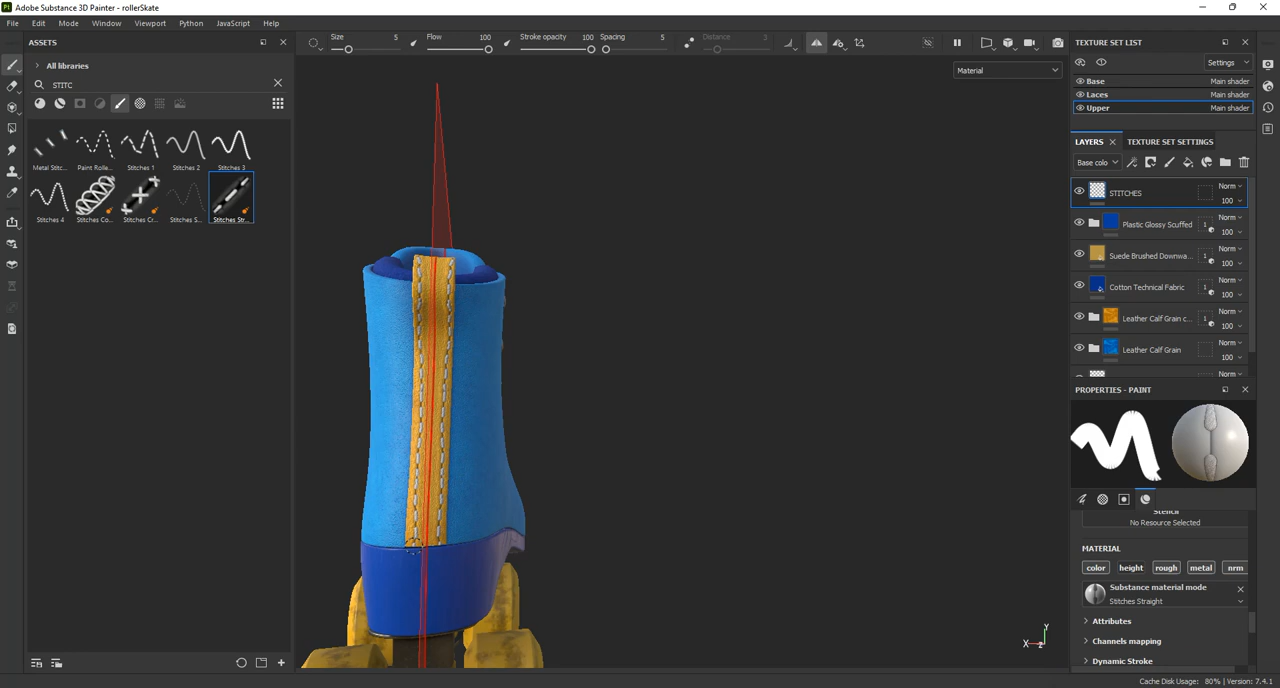 Pt Adobe Substance 3D Painter - rollerSkate
File Edit Mode Window Viewport Python JavaScript Help
ASSETS
Size 5 Flow 100 Stroke opacity 100 Spacing 5 Distance 3
All libraries
STITC
Metal Stitc... Paint Rolle... Stitches 1 Stitches 2 Stitches 3
Stitches 4 Stitches Co... Stitches Cr... Stitches S... Stitches Str...
Material
X Y Z
TEXTURE SET LIST
Settings
Base Main shader
Laces Main shader
Upper Main shader
LAYERS TEXTURE SET SETTINGS
Base colo
STITCHES Norm 100
Plastic Glossy Scuffed 1 Norm 100
Suede Brushed Downwa... 1 Norm 100
Cotton Technical Fabric 1 Norm 100
Leather Calf Grain c... 1 Norm 100
Leather Calf Grain Norm 100
Norm
PROPERTIES - PAINT
Stencil
No Resource Selected
MATERIAL
color height rough metal nrm
Substance material mode
Stitches Straight
Attributes
Channels mapping
Dynamic Stroke
Cache Disk Usage: 80% | Version: 7.4.1